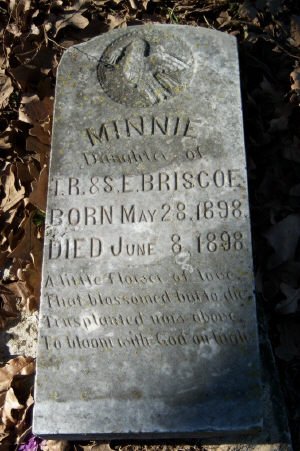 MINNIE
Daughter of
T.R.&S.E.BRISCOE
BORN MAY 28, 1898.
DIED JUNE 8, 1898.
A little flower of love
That blossomed but to die
Transplanted now above
To bloom with God on high